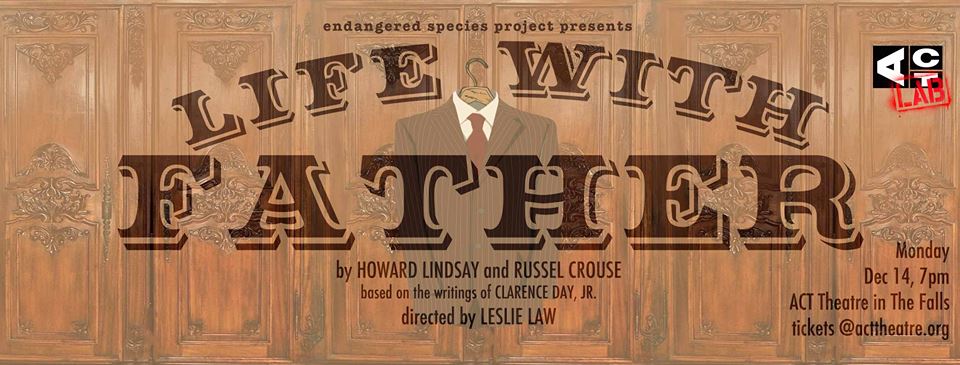 endangered species project presents
LIFE WITH
FATHER
by HOWARD LINDSAY and RUSSEL CROUSE
based on the writings of CLARENCE DAY, JR.
directed by LESLIE LAW
ACT
LAB
Monday
Dec 14, 7pm
ACT Theatre in The Falls
tickets @acttheatre.org